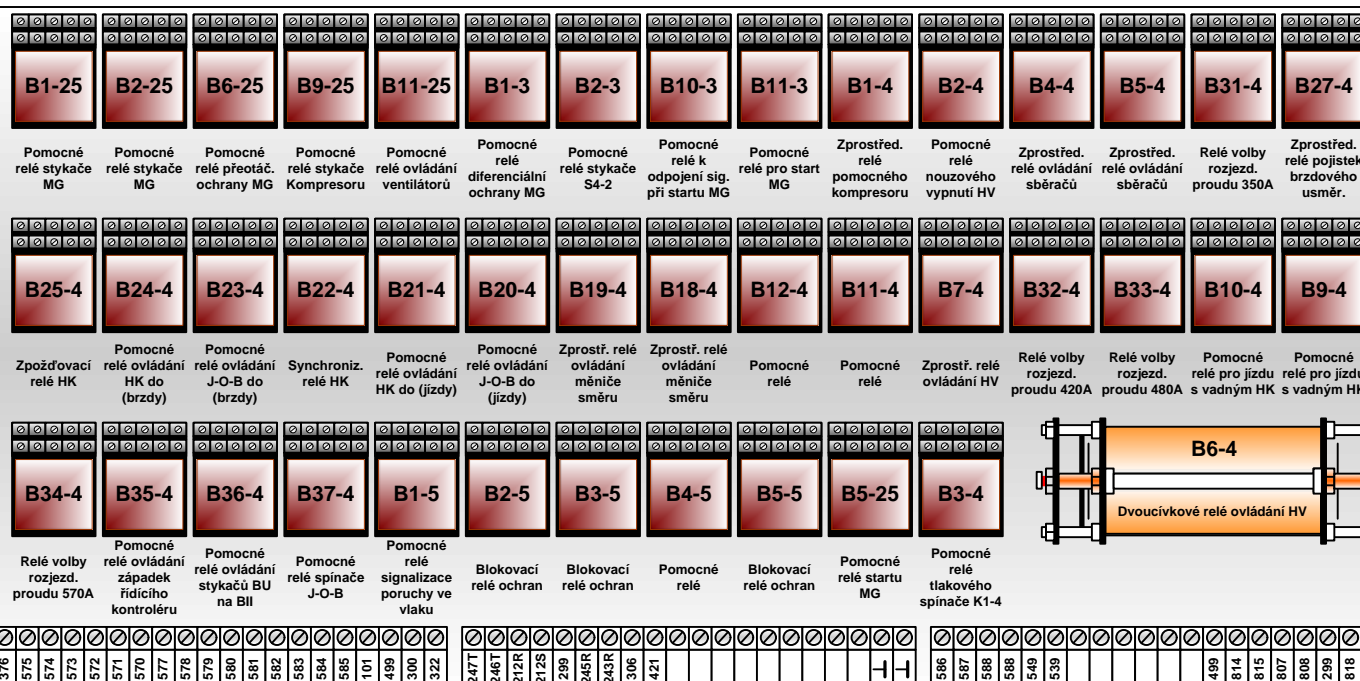 B1-25 B2-25 B6-25 B9-25 B11-25 B1-3 B2-3 B10-3 B11-3 B1-4 B2-4 B4-4 B5-4 B31-4 B27-4
Pomocné
relé stykače
MG
Pomocné
relé stykače
MG
Pomocné
relé přeotáč.
ochrany MG
Pomocné
relé stykače
Kompresoru
Pomocné
relé ovládání
ventilátorů
Pomocné
relé
diferenciální
ochrany MG
Pomocné
relé stykače
S4-2
Pomocné
relé k
odpojení sig.
při startu MG
Pomocné
relé pro start
MG
Zprostřed.
relé
pomocného
kompresoru
Pomocné
relé
nouzového
vypnutí HV
Zprostřed.
relé ovládání
sběračů
Zprostřed.
relé ovládání
sběračů
Relé volby
rozjezd.
proudu 350A
Zprostřed.
relé pojistek
brzdového
usměr.
B25-4 B24-4 B23-4 B22-4 B21-4 B20-4 B19-4 B18-4 B12-4 B11-4 B7-4 B32-4 B33-4 B10-4 B9-4
Zpožďovací
relé HK
Pomocné
relé ovládání
HK do
(brzdy)
Pomocné
relé ovládání
J-O-B do
(brzdy)
Synchroniz.
relé HK
Pomocné
relé ovládání
HK do (jízdy)
Pomocné
relé ovládání
J-O-B do
(jízdy)
Zprostř. relé
ovládání
měniče
směru
Zprostř. relé
ovládání
měniče
směru
Pomocné
relé
Pomocné
relé
Zprostř. relé
ovládání HV
Relé volby
rozjezd.
proudu 420A
Relé volby
rozjezd.
proudu 480A
Pomocné
relé pro jízdu
s vadným HK
Pomocné
relé pro jízdu
s vadným HK
B34-4 B35-4 B36-4 B37-4 B1-5 B2-5 B3-5 B4-5 B5-5 B5-25 B3-4
B6-4
Dvoucívkové relé ovládání HV
Relé volby
rozjezd.
proudu 570A
Pomocné
relé ovládání
západek
řídícího
kontroléru
Pomocné
relé ovládání
stykačů BU
na BII
Pomocné
relé spínače
J-O-B
Pomocné
relé
signalizace
poruchy ve
vlaku
Blokovací
relé ochran
Blokovací
relé ochran
Pomocné
relé
Blokovací
relé ochran
Pomocné
relé startu
MG
Pomocné
relé
tlakového
spínače K1-4
376 575 574 573 572 571 570 577 578 579 580 581 582 583 584 585 101 499 300 322
247T 246T 212R 212S 299 245R 243R 306 421
586 587 588 588 549 539 499 814 815 807 808 299 818